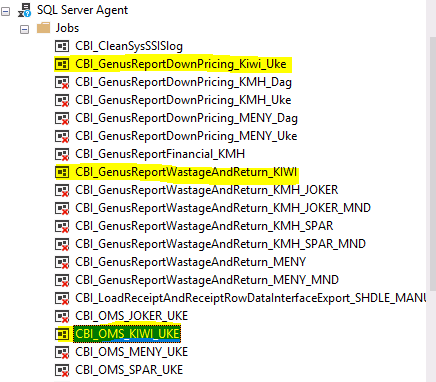 SQL Server Agent
Jobs
CBI_CleanSysSSISlog
CBI_GenusReportDownPricing_Kiwi_Uke
CBI_GenusReportDownPricing_KMH_Dag
CBI_GenusReportDownPricing_KMH_Uke
CBI_GenusReportDownPricing_MENY_Dag
CBI_GenusReportDownPricing_MENY_Uke
CBI_GenusReportFinancial_KMH
CBI_GenusReportWastageAndReturn_KIWI
CBI_GenusReportWastageAndReturn_KMH_JOKER
CBI_GenusReportWastageAndReturn_KMH_JOKER_MND
CBI_GenusReportWastageAndReturn_KMH_SPAR
CBI_GenusReportWastageAndReturn_KMH_SPAR_MND
CBI_GenusReportWastageAndReturn_MENY
CBI_GenusReportWastageAndReturn_MENY_MND
CBI_LoadReceiptAndReceiptRowDataInterfaceExport_SHDLE_MANU
CBI_OMS_JOKER_UKE
CBI_OMS_KIWI_UKE
CBI_OMS_MENY_UKE
CBI_OMS_SPAR_UKE